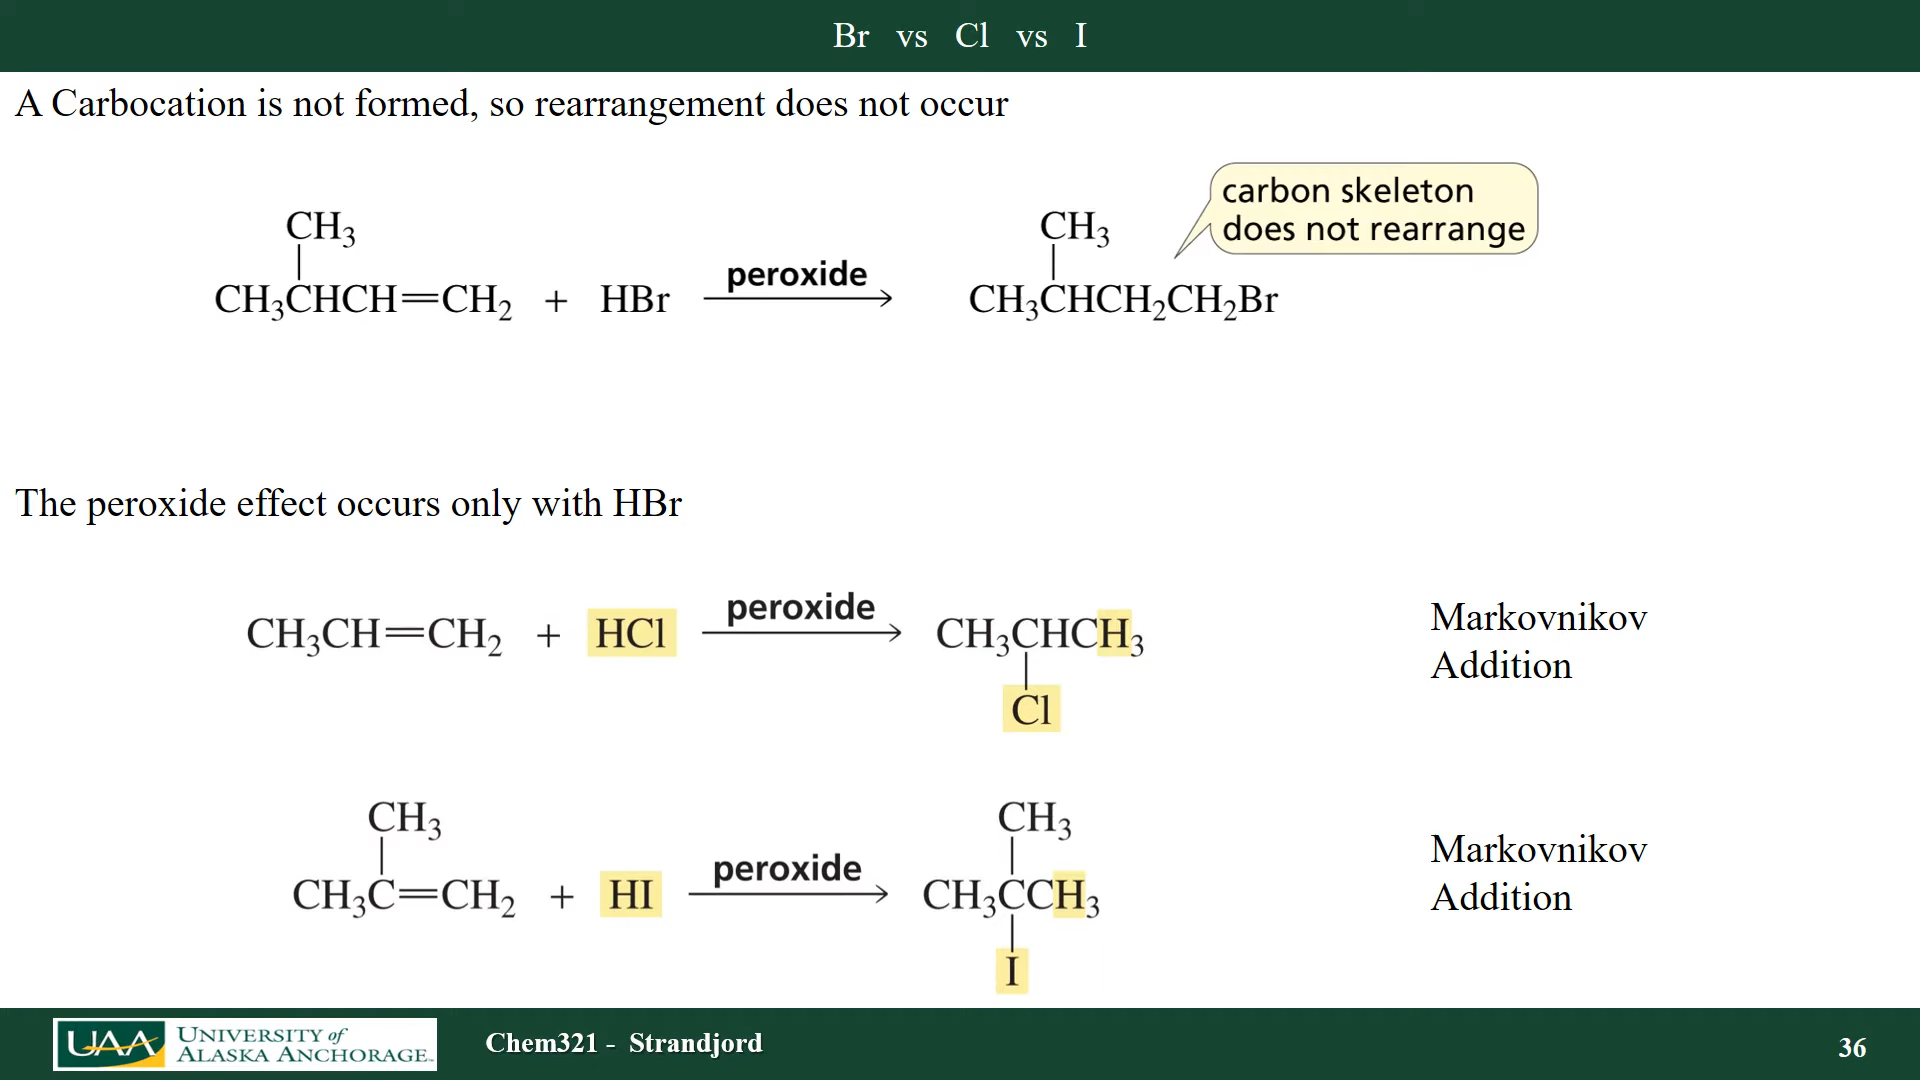 Br vs Cl vs I
A Carbocation is not formed, so rearrangement does not occur
carbon skeleton
does not rearrange
CH₃ CH₃
CH₃CHCH=CH₂ + HBr peroxide CH₃CHCH₂CH₂Br
The peroxide effect occurs only with HBr
CH₃CH=CH₂ + HCl peroxide CH₃CHCH₃
Cl
Markovnikov
Addition
CH₃ CH₃
CH₃C=CH₂ + HI peroxide CH₃CCH₃
I
Markovnikov
Addition
UAA UNIVERSITY of
ALASKA ANCHORAGE™
Chem321 - Strandjord
36